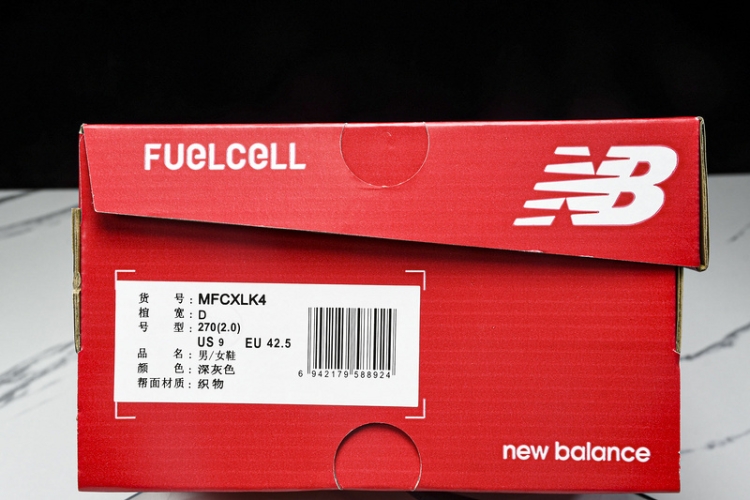 FUELCELL
NB
货 号：MFCXLK4
楦 宽：D
号 型：270(2.0)
US 9 EU 42.5
品 名：男/女鞋
颜 色：深灰色
帮面材质：织物
6 942179 588924
new balance